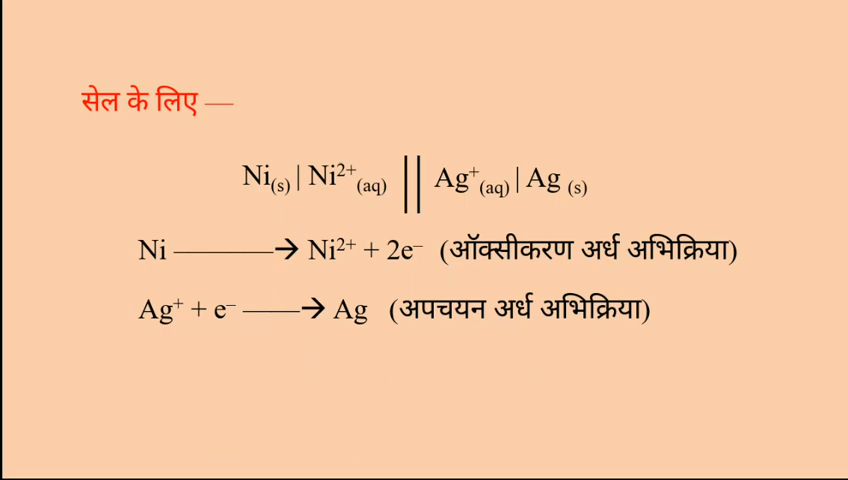 सेल के लिए —
Ni(s) | Ni²⁺(aq) || Ag⁺(aq) | Ag (s)
Ni ————→ Ni²⁺ + 2e⁻ (ऑक्सीकरण अर्ध अभिक्रिया)
Ag⁺ + e⁻ ——→ Ag (अपचयन अर्ध अभिक्रिया)